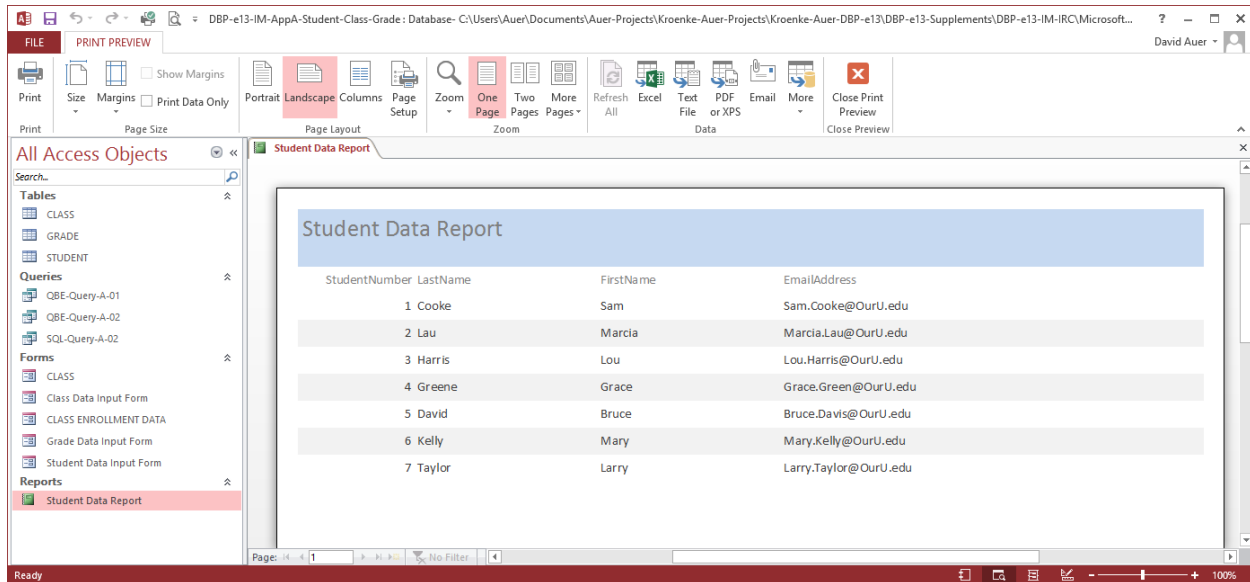 DBP-e13-IM-AppA-Student-Class-Grade : Database- C:\Users\Auer\Documents\Auer-Projects\Kroenke-Auer-Projects\Kroenke-Auer-DBP-e13\DBP-e13-Supplements\DBP-e13-IM-IRC\Microsoft... ?
FILE PRINT PREVIEW David Auer
Print Size Margins Show Margins Print Data Only Portrait Landscape Columns Page Setup Zoom One Page Two Pages More Pages Refresh All Excel Text File PDF or XPS Email More Close Print Preview
Print Page Size Page Layout Zoom Data Close Preview
All Access Objects «
Student Data Report
Search...
Tables
CLASS
GRADE
STUDENT
Queries
QBE-Query-A-01
QBE-Query-A-02
SQL-Query-A-02
Forms
CLASS
Class Data Input Form
CLASS ENROLLMENT DATA
Grade Data Input Form
Student Data Input Form
Reports
Student Data Report
Student Data Report
StudentNumber LastName FirstName EmailAddress
1 Cooke Sam Sam.Cooke@OurU.edu
2 Lau Marcia Marcia.Lau@OurU.edu
3 Harris Lou Lou.Harris@OurU.edu
4 Greene Grace Grace.Green@OurU.edu
5 David Bruce Bruce.Davis@OurU.edu
6 Kelly Mary Mary.Kelly@OurU.edu
7 Taylor Larry Larry.Taylor@OurU.edu
Page: 1 No Filter
Ready 100%